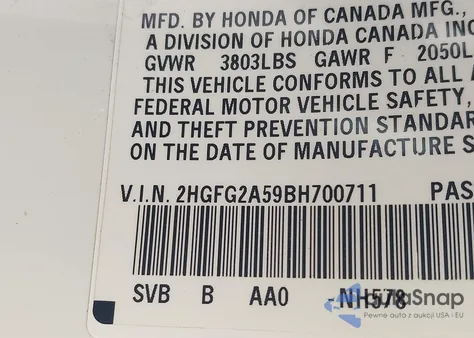 MFD. BY HONDA OF CANADA MFG.,
A DIVISION OF HONDA CANADA INC
GVWR 3803LBS GAWR F 2050L
THIS VEHICLE CONFORMS TO ALL
FEDERAL MOTOR VEHICLE SAFETY,
AND THEFT PREVENTION STANDAR
ON THE DATE OF MANUFACTURE S
V.I.N. 2HGFG2A59BH700711 PAS
SVB B AA0 -NH578
Pewne auta z aukcji USA i EU